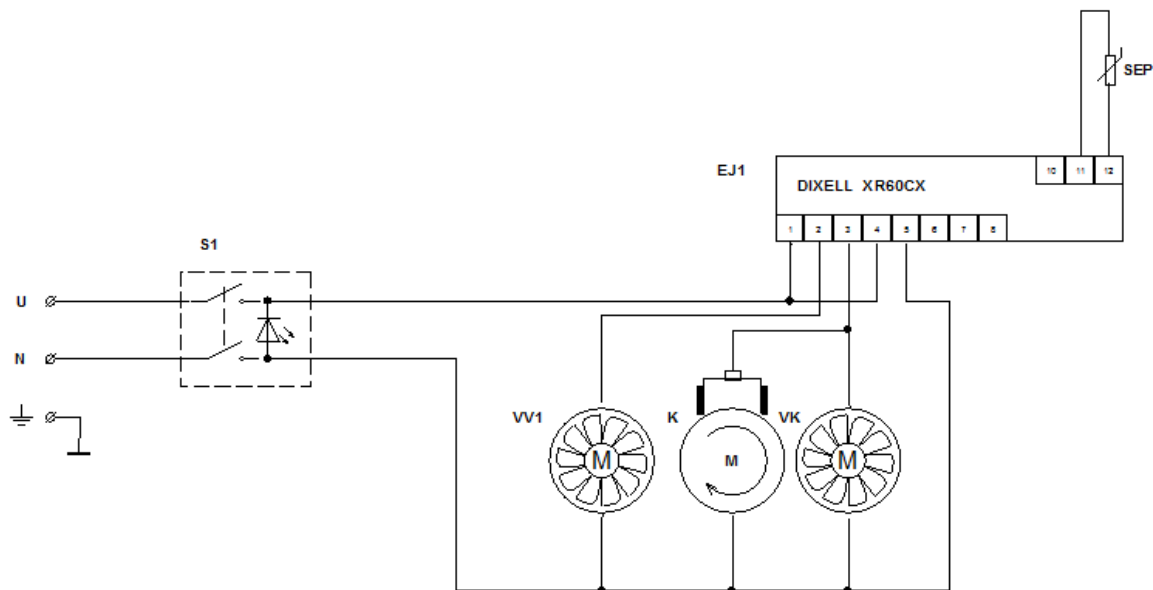 SEP
EJ1
DIXELL XR60CX
10 11 12
1 2 3 4 5 6 7 8
S1
U
N
VV1
K
VK
M
M
M